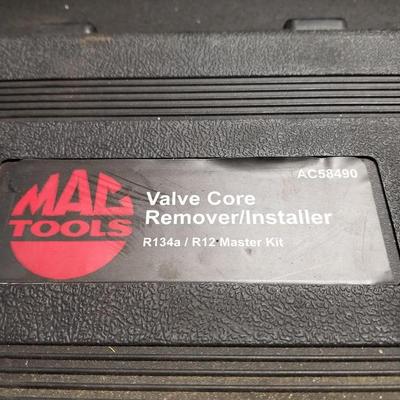 AC58490
MAC
TOOLS
Valve Core
Remover/Installer
R134a / R12 Master Kit